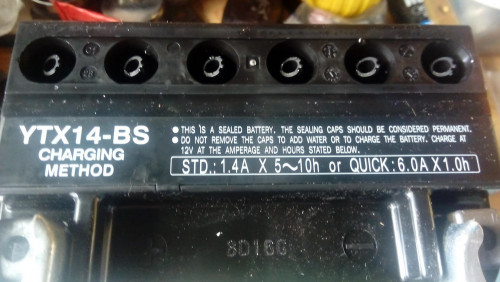 YTX14-BS
CHARGING
METHOD
● THIS IS A SEALED BATTERY. THE SEALING CAPS SHOULD BE CONSIDERED PERMANENT.
● DO NOT REMOVE THE CAPS TO ADD WATER OR TO CHARGE THE BATTERY. CHARGE AT
12V AT THE AMPERAGE AND HOURS STATED BELOW.
STD.: 1.4A X 5~10h or QUICK: 6.0A X 1.0h